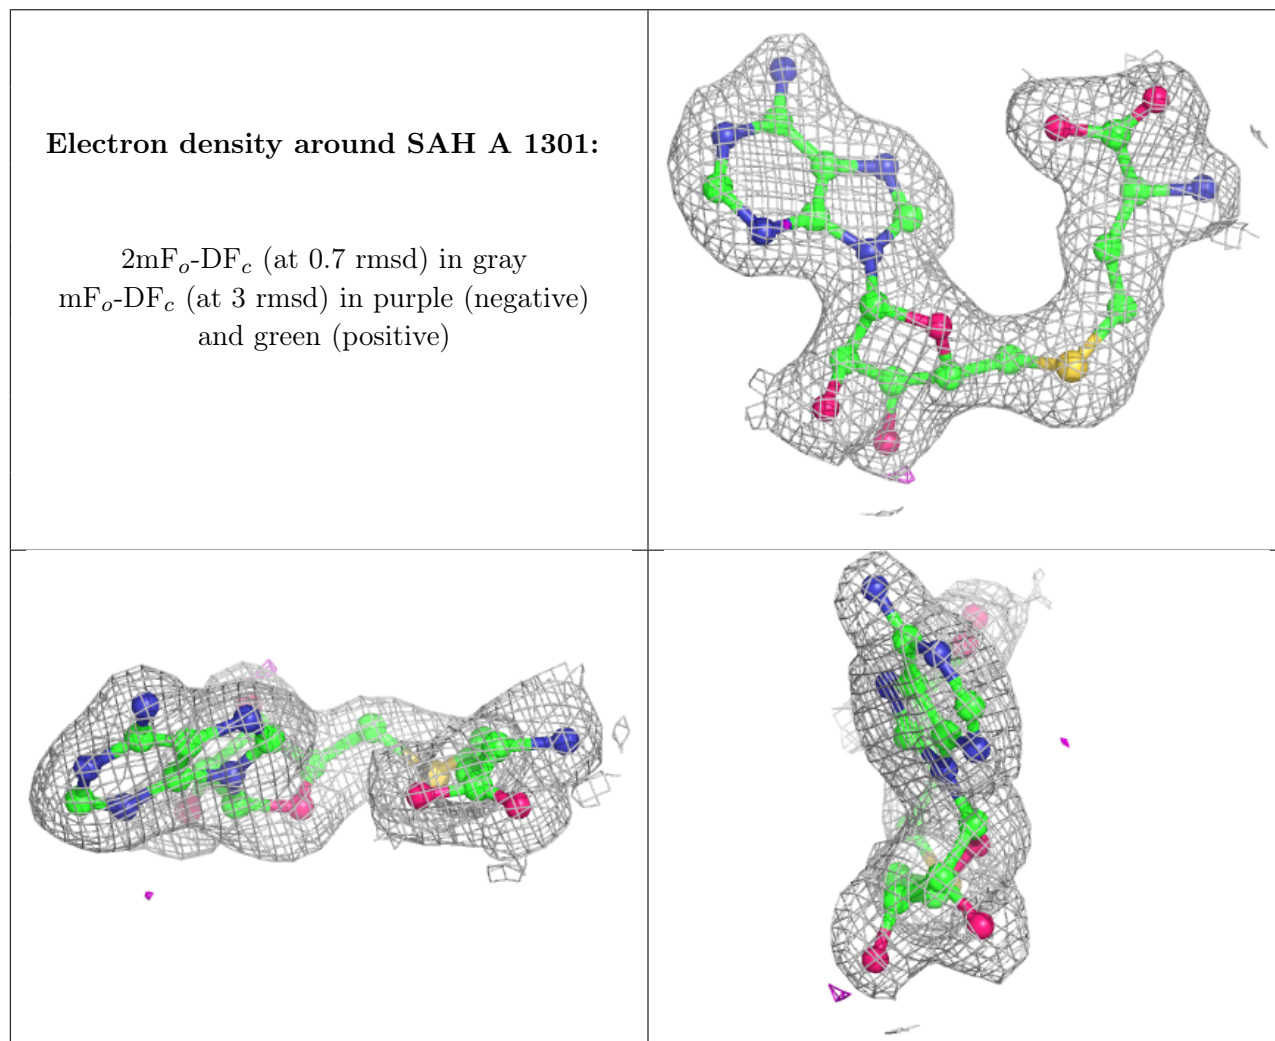 Electron density around SAH A 1301:
2mFo-DFc (at 0.7 rmsd) in gray
mFo-DFc (at 3 rmsd) in purple (negative)
and green (positive)